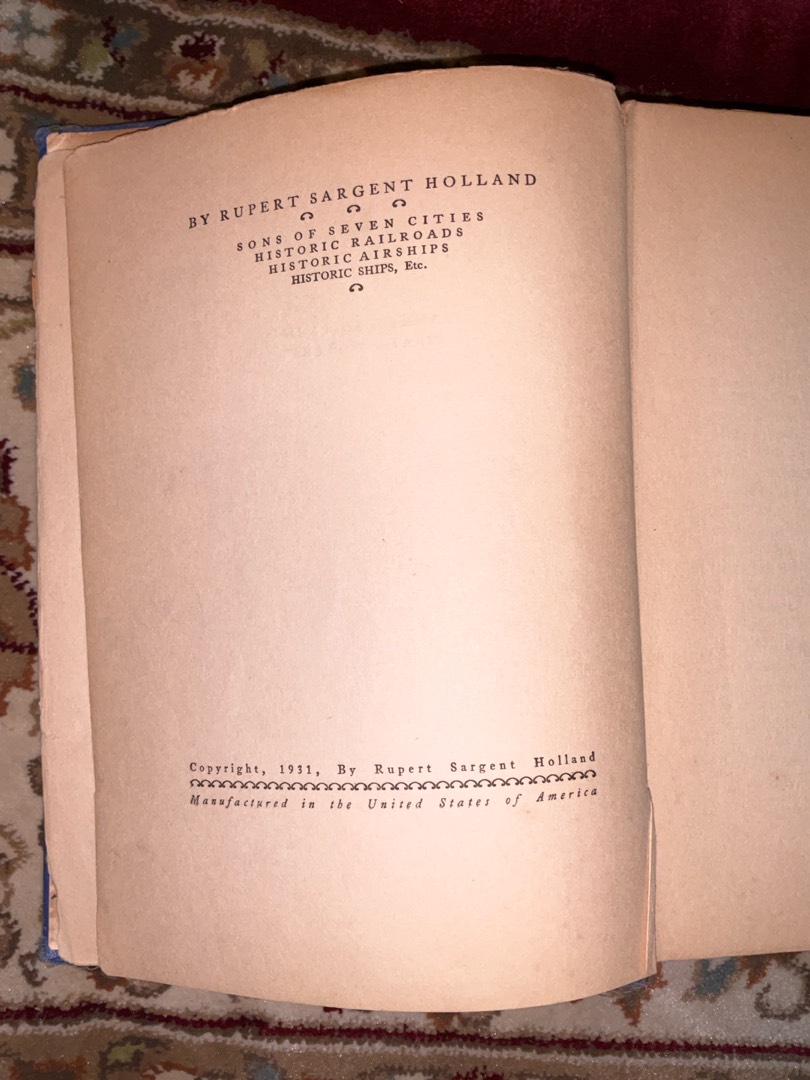 BY RUPERT SARGENT HOLLAND
SONS OF SEVEN CITIES
HISTORIC RAILROADS
HISTORIC AIRSHIPS
HISTORIC SHIPS, Etc.
Copyright, 1931, By Rupert Sargent Holland
Manufactured in the United States of America